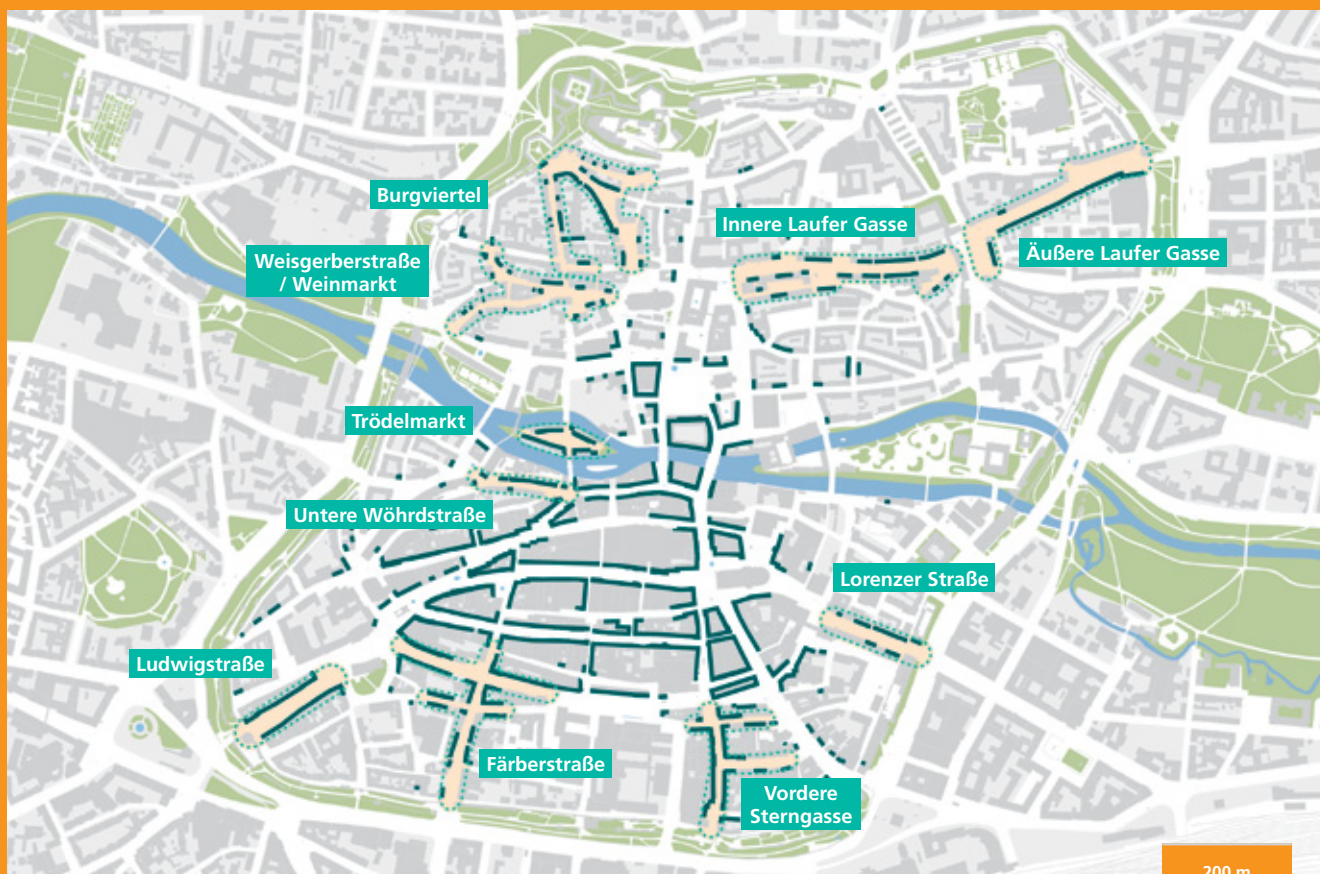 Burgviertel
Innere Laufer Gasse
Äußere Laufer Gasse
Weisgerberstraße
/ Weinmarkt
Trödelmarkt
Untere Wöhrdstraße
Lorenzer Straße
Ludwigstraße
Färberstraße
Vordere
Sterngasse
200 m